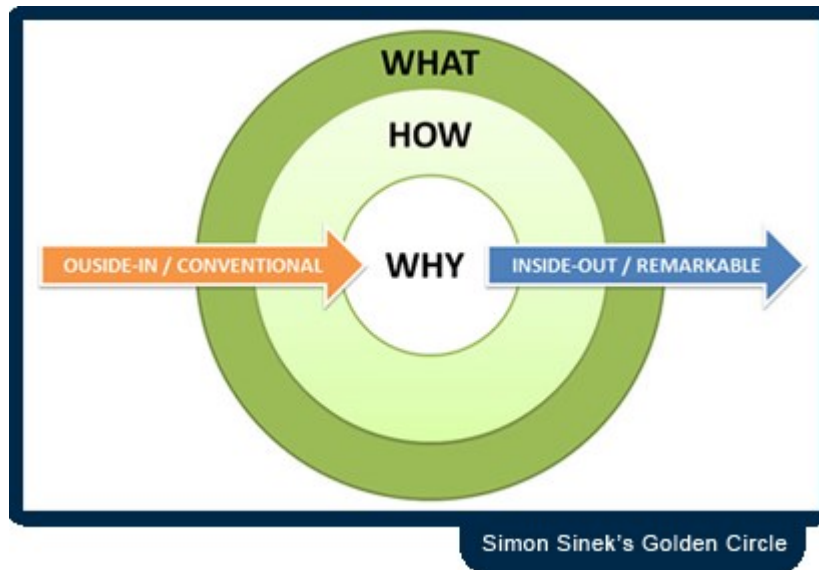 WHAT
HOW
OUSIDE-IN / CONVENTIONAL
WHY
INSIDE-OUT / REMARKABLE
Simon Sinek's Golden Circle